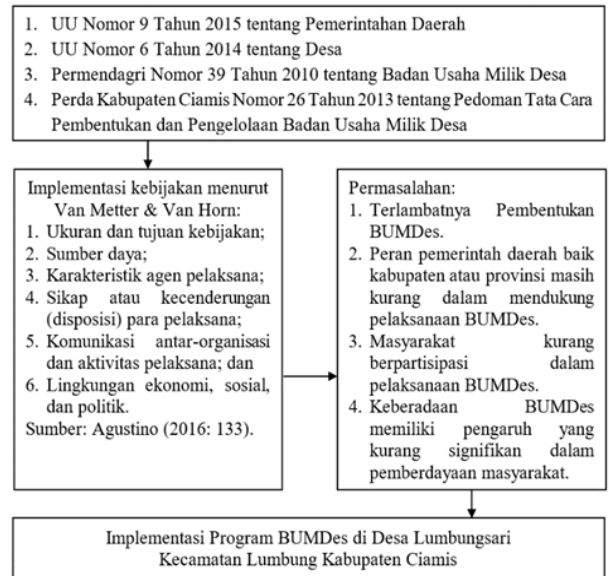 1. UU Nomor 9 Tahun 2015 tentang Pemerintahan Daerah
2. UU Nomor 6 Tahun 2014 tentang Desa
3. Permendagri Nomor 39 Tahun 2010 tentang Badan Usaha Milik Desa
4. Perda Kabupaten Ciamis Nomor 26 Tahun 2013 tentang Pedoman Tata Cara
Pembentukan dan Pengelolaan Badan Usaha Milik Desa
Implementasi kebijakan menurut
Van Metter & Van Horn:
1. Ukuran dan tujuan kebijakan;
2. Sumber daya;
3. Karakteristik agen pelaksana;
4. Sikap atau kecenderungan
(disposisi) para pelaksana;
5. Komunikasi antar-organisasi
dan aktivitas pelaksana; dan
6. Lingkungan ekonomi, sosial,
dan politik.
Sumber: Agustino (2016: 133).
Permasalahan:
1. Terlambatnya Pembentukan
BUMDes.
2. Peran pemerintah daerah baik
kabupaten atau provinsi masih
kurang dalam mendukung
pelaksanaan BUMDes.
3. Masyarakat kurang
berpartisipasi dalam
pelaksanaan BUMDes.
4. Keberadaan BUMDes
memiliki pengaruh yang
kurang signifikan dalam
pemberdayaan masyarakat.
Implementasi Program BUMDes di Desa Lumbungsari
Kecamatan Lumbung Kabupaten Ciamis